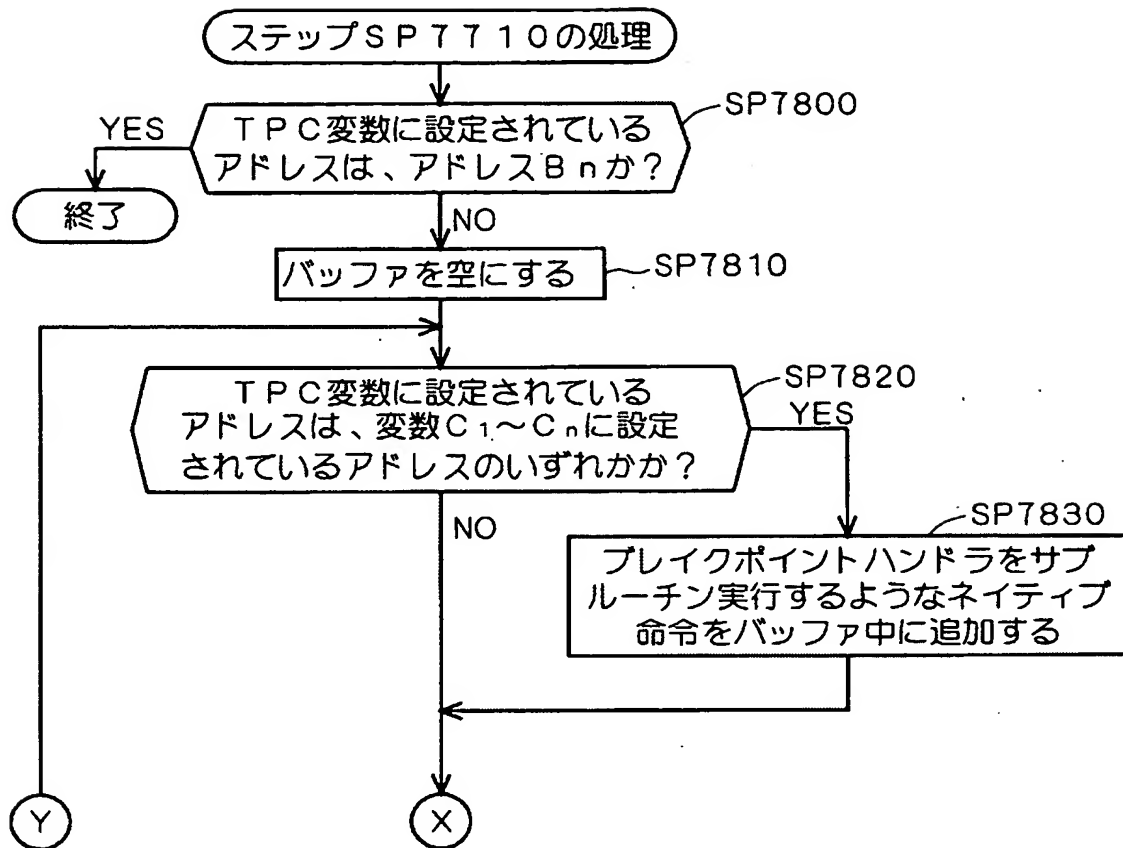 ステップSP7710の処理
SP7800
YES
TPC変数に設定されている
アドレスは、アドレスBnか?
終了
NO
バッファを空にする
SP7810
TPC変数に設定されている
アドレスは、変数C₁~Cₙに設定
されているアドレスのいずれかか?
SP7820
YES
NO
SP7830
ブレイクポイントハンドラをサブ
ルーチン実行するようなネイティブ
命令をバッファ中に追加する
Y
X